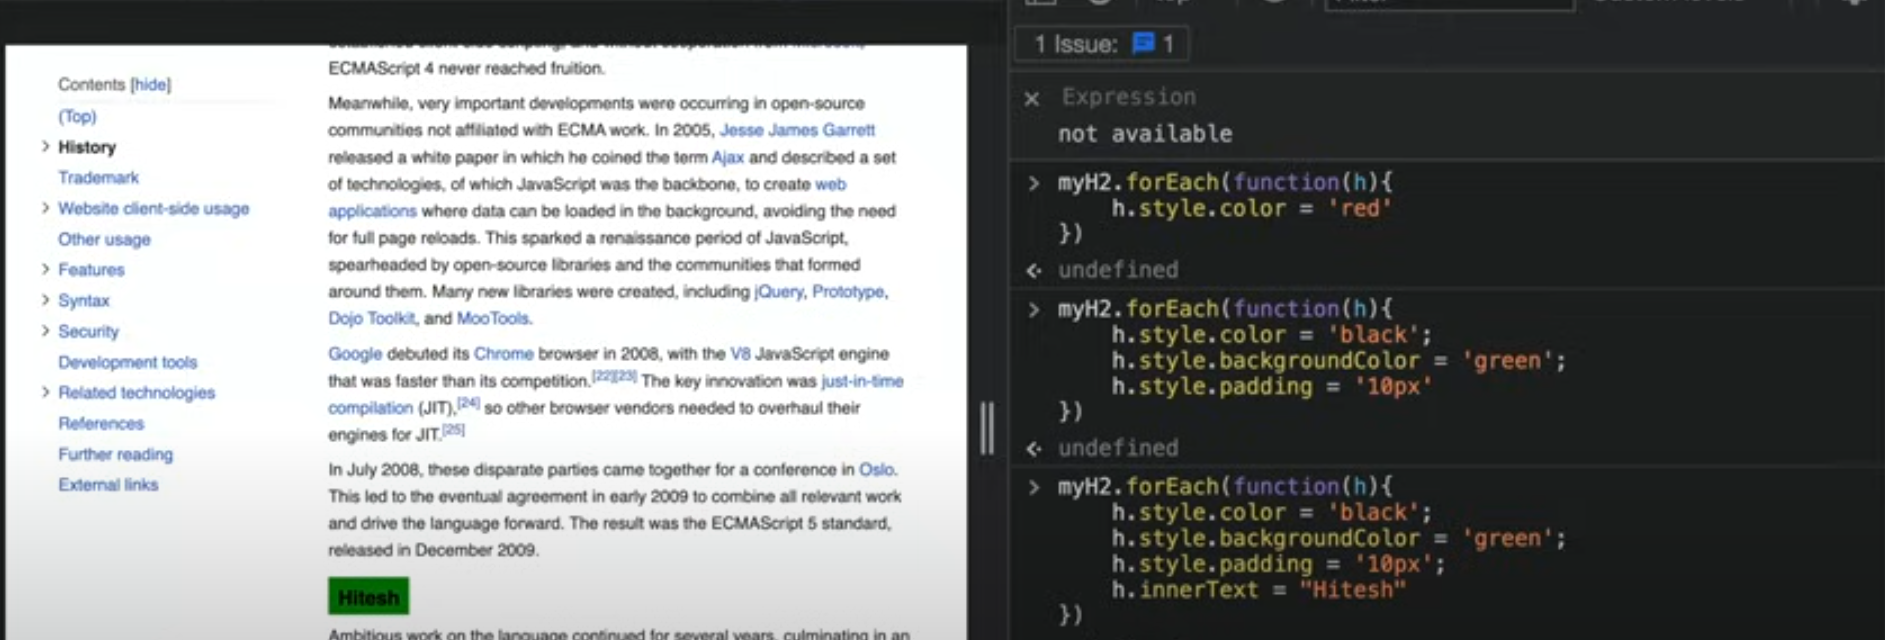 ECMAScript 4 never reached fruition.
Contents [hide]
(Top)
History
Trademark
Website client-side usage
Other usage
Features
Syntax
Security
Development tools
Related technologies
References
Further reading
External links
Meanwhile, very important developments were occurring in open-source
communities not affiliated with ECMA work. In 2005, Jesse James Garrett
released a white paper in which he coined the term Ajax and described a set
of technologies, of which JavaScript was the backbone, to create web
applications where data can be loaded in the background, avoiding the need
for full page reloads. This sparked a renaissance period of JavaScript,
spearheaded by open-source libraries and the communities that formed
around them. Many new libraries were created, including jQuery, Prototype,
Dojo Toolkit, and MooTools.
Google debuted its Chrome browser in 2008, with the V8 JavaScript engine
that was faster than its competition.[22][23] The key innovation was just-in-time
compilation (JIT),[24] so other browser vendors needed to overhaul their
engines for JIT.[25]
In July 2008, these disparate parties came together for a conference in Oslo.
This led to the eventual agreement in early 2009 to combine all relevant work
and drive the language forward. The result was the ECMAScript 5 standard,
released in December 2009.
Hitesh
Ambitious work on the language continued for several years, culminating in an
1 Issue: 1
Expression
not available
> myH2.forEach(function(h){
h.style.color = 'red'
})
undefined
> myH2.forEach(function(h){
h.style.color = 'black';
h.style.backgroundColor = 'green';
h.style.padding = '10px'
})
undefined
> myH2.forEach(function(h){
h.style.color = 'black';
h.style.backgroundColor = 'green';
h.style.padding = '10px';
h.innerText = "Hitesh"
})